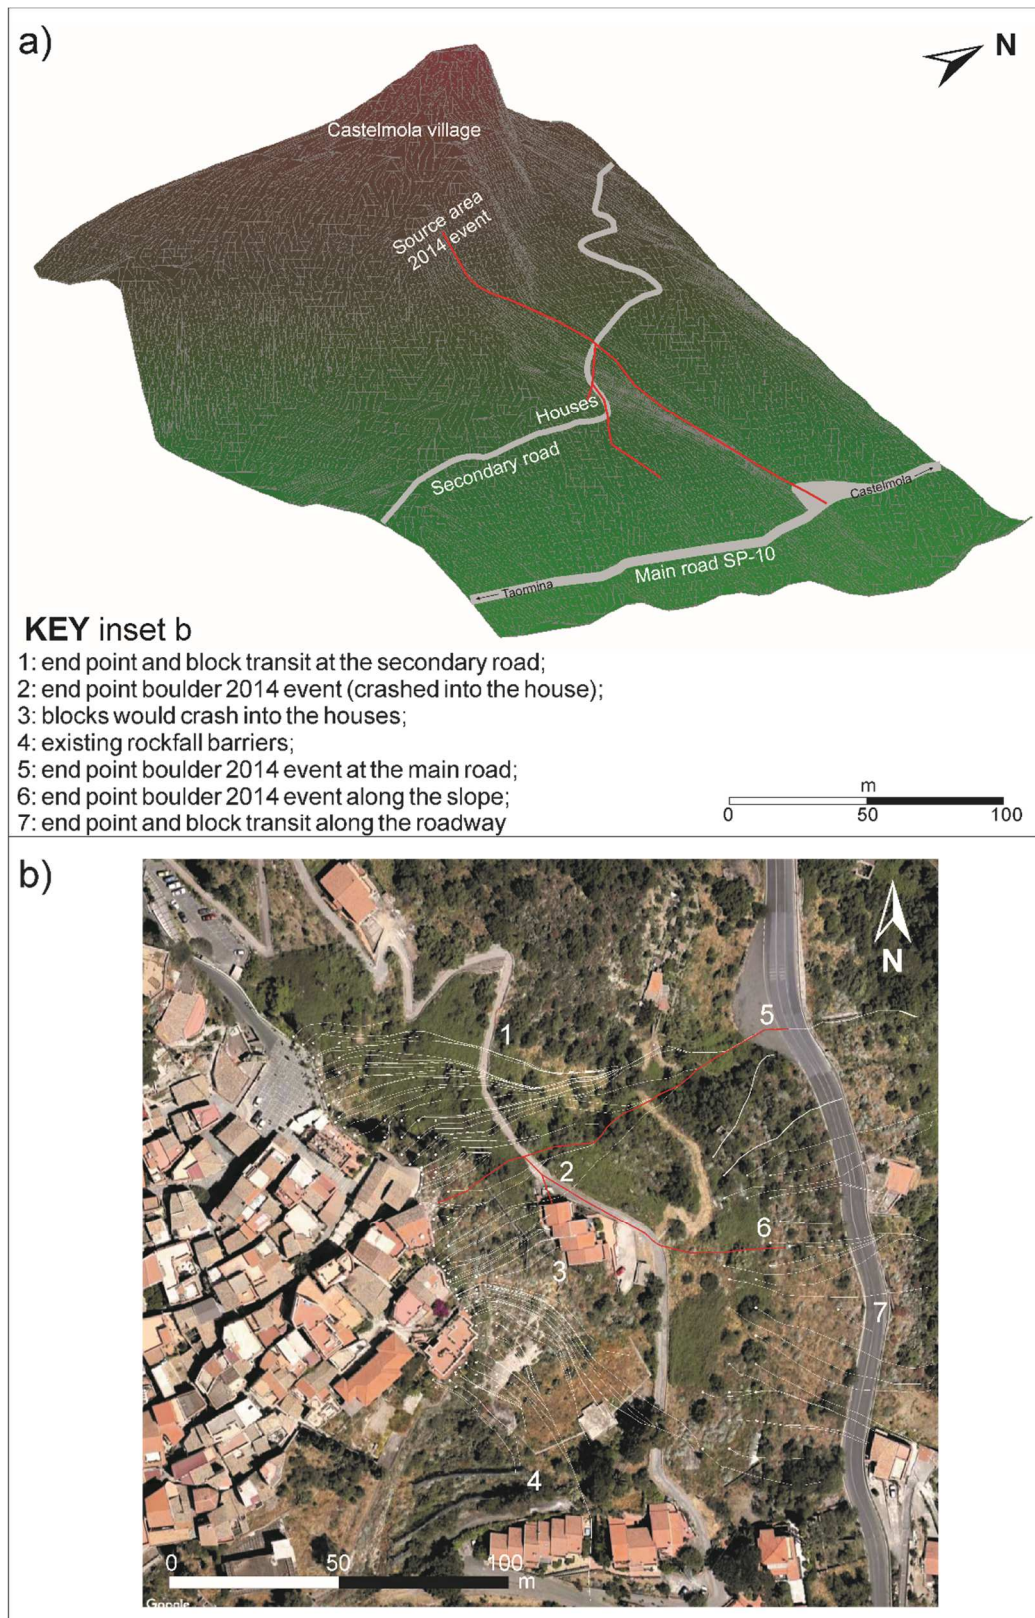 a)
N
Castelmola village
Source area
2014 event
Houses
Secondary road
Castelmola
Main road SP-10
Taormina
KEY inset b
1: end point and block transit at the secondary road;
2: end point boulder 2014 event (crashed into the house);
3: blocks would crash into the houses;
4: existing rockfall barriers;
5: end point boulder 2014 event at the main road;
6: end point boulder 2014 event along the slope;
7: end point and block transit along the roadway
m
0 50 100
b)
N
5
1
2
6
3
7
4
0 50 100
m
Google